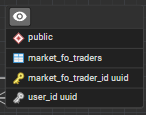 public
market_fo_traders
market_fo_trader_id uuid
user_id uuid